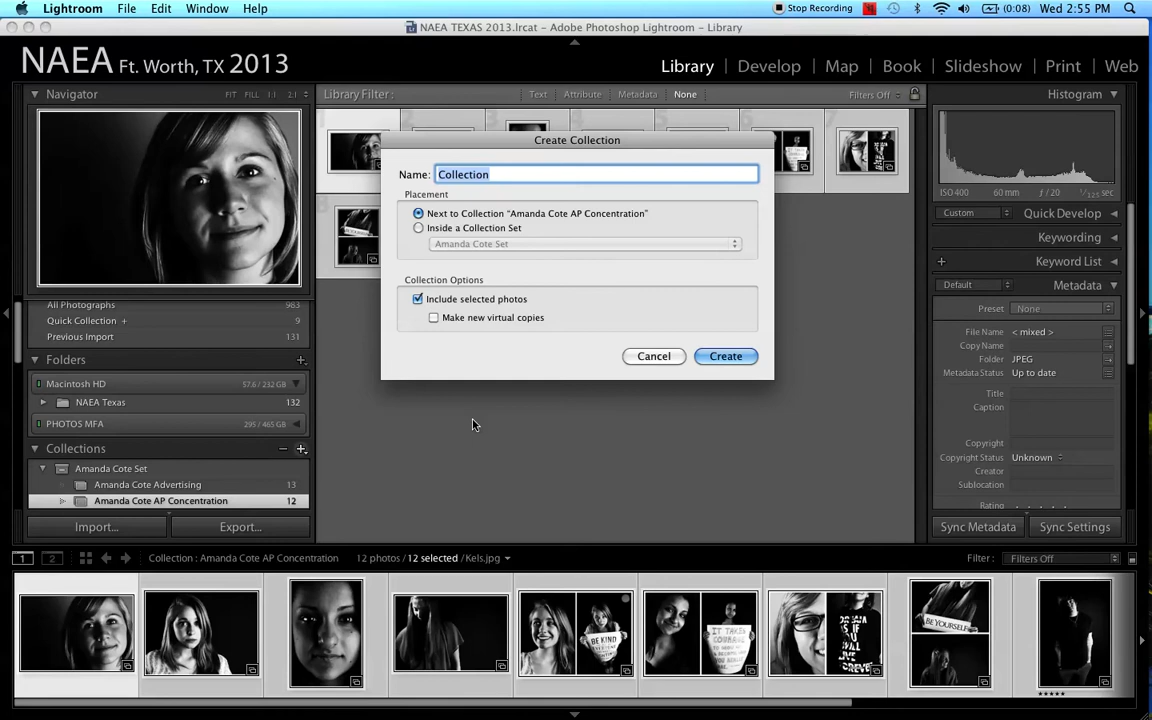 Lightroom File Edit Window Help Stop Recording (0:08) Wed 2:55 PM
NAEA TEXAS 2013.lrcat - Adobe Photoshop Lightroom - Library
NAEA Ft. Worth, TX 2013 Library | Develop | Map | Book | Slideshow | Print | Web
Navigator FIT FILL 1:1 2:1
Library Filter : Text Attribute Metadata None Filters Off
Histogram
ISO 400 60 mm ƒ / 20 1/125 sec
Create Collection
Name: Collection
Placement
Next to Collection “Amanda Cote AP Concentration”
Inside a Collection Set
Amanda Cote Set
Collection Options
Include selected photos
Make new virtual copies
Cancel Create
All Photographs 983
Quick Collection + 9
Previous Import 131
Folders +
Macintosh HD 57.6 / 232 GB
NAEA Texas 132
PHOTOS MFA 295 / 465 GB
Collections − +
Amanda Cote Set
Amanda Cote Advertising 13
Amanda Cote AP Concentration 12
Import... Export...
Custom Quick Develop
Keywording
+ Keyword List
Default Metadata
Preset None
File Name < mixed >
Copy Name
Folder JPEG
Metadata Status Up to date
Title
Caption
Copyright
Copyright Status Unknown
Creator
Sublocation
Rating
Sync Metadata Sync Settings
1 2 Collection : Amanda Cote AP Concentration 12 photos / 12 selected / Kels.jpg Filter : Filters Off
BE KIND
IT TAKES
COURAGE
BE YOURSELF